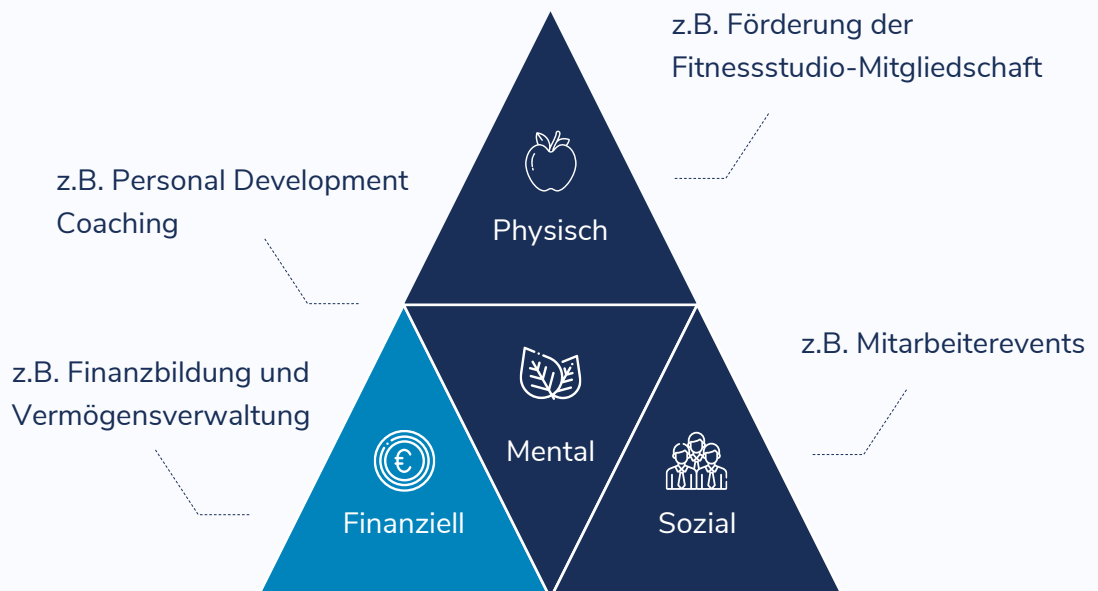 z.B. Förderung der
Fitnessstudio-Mitgliedschaft
z.B. Personal Development
Coaching
Physisch
z.B. Mitarbeiterevents
z.B. Finanzbildung und
Vermögensverwaltung
€
Mental
Finanziell
Sozial